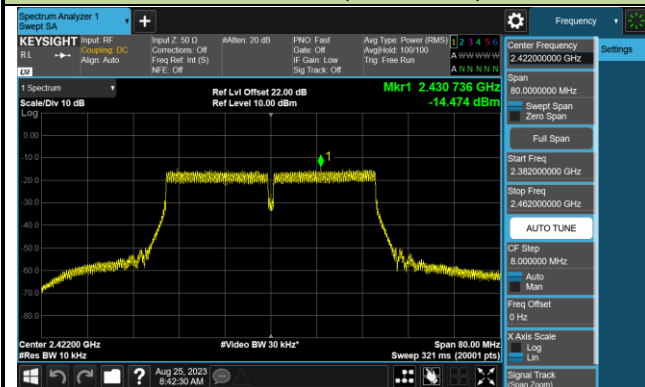 Spectrum Analyzer 1
Swept SA
Frequency
KEYSIGHT
RL
LXI
Input: RF
Coupling: DC
Align: Auto
Input Z: 50 Ω
Corrections: Off
Freq Ref: Int (S)
NFE: Off
#Atten: 20 dB
PNO: Fast
Gate: Off
IF Gain: Low
Sig Track: Off
Avg Type: Power (RMS)
Avg|Hold: 100/100
Trig: Free Run
1 2 3 4 5 6
A W W W W W
A N N N N N
Center Frequency
2.422000000 GHz
Settings
Span
80.0000000 MHz
Swept Span
Zero Span
Full Span
Start Freq
2.382000000 GHz
Stop Freq
2.462000000 GHz
AUTO TUNE
CF Step
8.000000 MHz
Auto
Man
Freq Offset
0 Hz
X Axis Scale
Log
Lin
Signal Track
(Span Zoom)
1 Spectrum
Scale/Div 10 dB
Log
Ref Lvl Offset 22.00 dB
Ref Level 10.00 dBm
Mkr1 2.430 736 GHz
-14.474 dBm
1
0.00
-10.0
-20.0
-30.0
-40.0
-50.0
-60.0
-70.0
-80.0
Center 2.42200 GHz
#Res BW 10 kHz
#Video BW 30 kHz*
Span 80.00 MHz
Sweep 321 ms (20001 pts)
?
Aug 25, 2023
8:42:30 AM